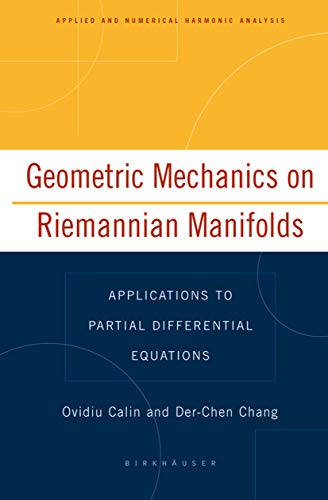 APPLIED AND NUMERICAL HARMONIC ANALYSIS
Geometric Mechanics on
Riemannian Manifolds
APPLICATIONS TO
PARTIAL DIFFERENTIAL
EQUATIONS
Ovidiu Calin and Der-Chen Chang
BIRKHÄUSER